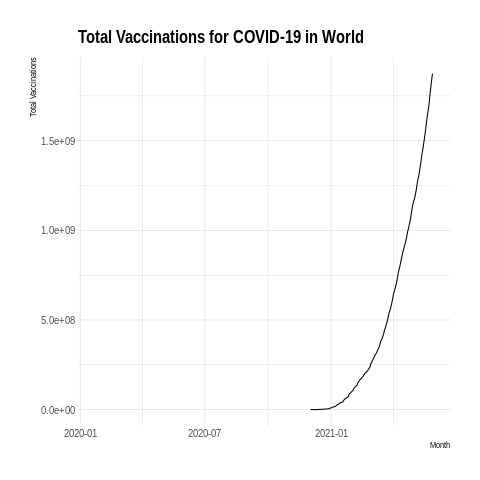 Total Vaccinations for COVID-19 in World
Total Vaccinations
1.5e+09
1.0e+09
5.0e+08
0.0e+00
2020-01
2020-07
2021-01
Month